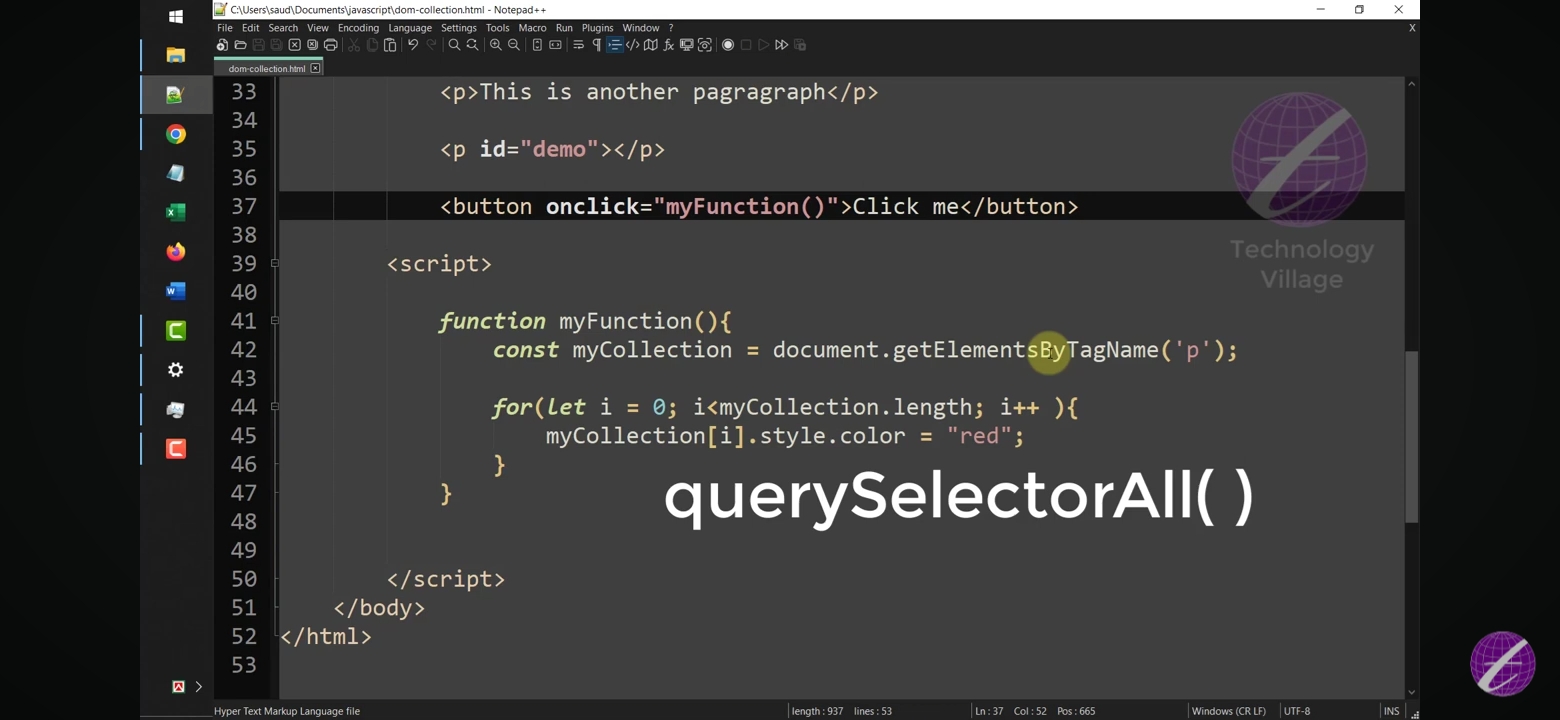 C:\Users\saud\Documents\javascript\dom-collection.html - Notepad++
File Edit Search View Encoding Language Settings Tools Macro Run Plugins Window ? X
dom-collection.html
33 <p>This is another pagragraph</p>
34
35 <p id="demo"></p>
36
37 <button onclick="myFunction()">Click me</button>
38
39 <script>
40
41 function myFunction(){
42 const myCollection = document.getElementsByTagName('p');
43
44 for(let i = 0; i<myCollection.length; i++ ){
45 myCollection[i].style.color = "red";
46 }
47 }
48
49
50 </script>
51 </body>
52 </html>
53
Technology
Village
querySelectorAll( )
Hyper Text Markup Language file length : 937 lines : 53 Ln : 37 Col : 52 Pos : 665 Windows (CR LF) UTF-8 INS